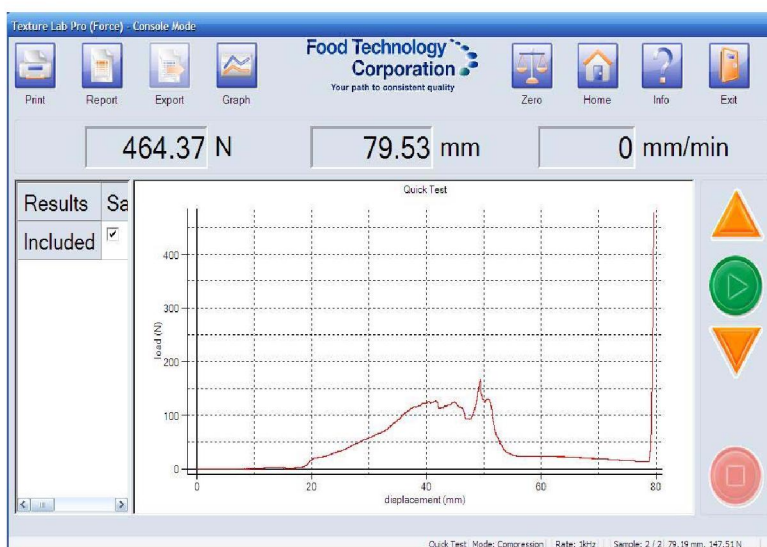 Texture Lab Pro (Force) - Console Mode
Print
Report
Export
Graph
Food Technology
Corporation
Your path to consistent quality
Zero
Home
Info
Exit
464.37 N
79.53 mm
0 mm/min
Results
Sa
Included
Quick Test
load (N)
400
300
200
100
0
0
20
40
60
80
displacement (mm)
Quick Test Mode: Compression Rate: 1kHz Sample: 2 / 2 79.19 mm, 147.51 N